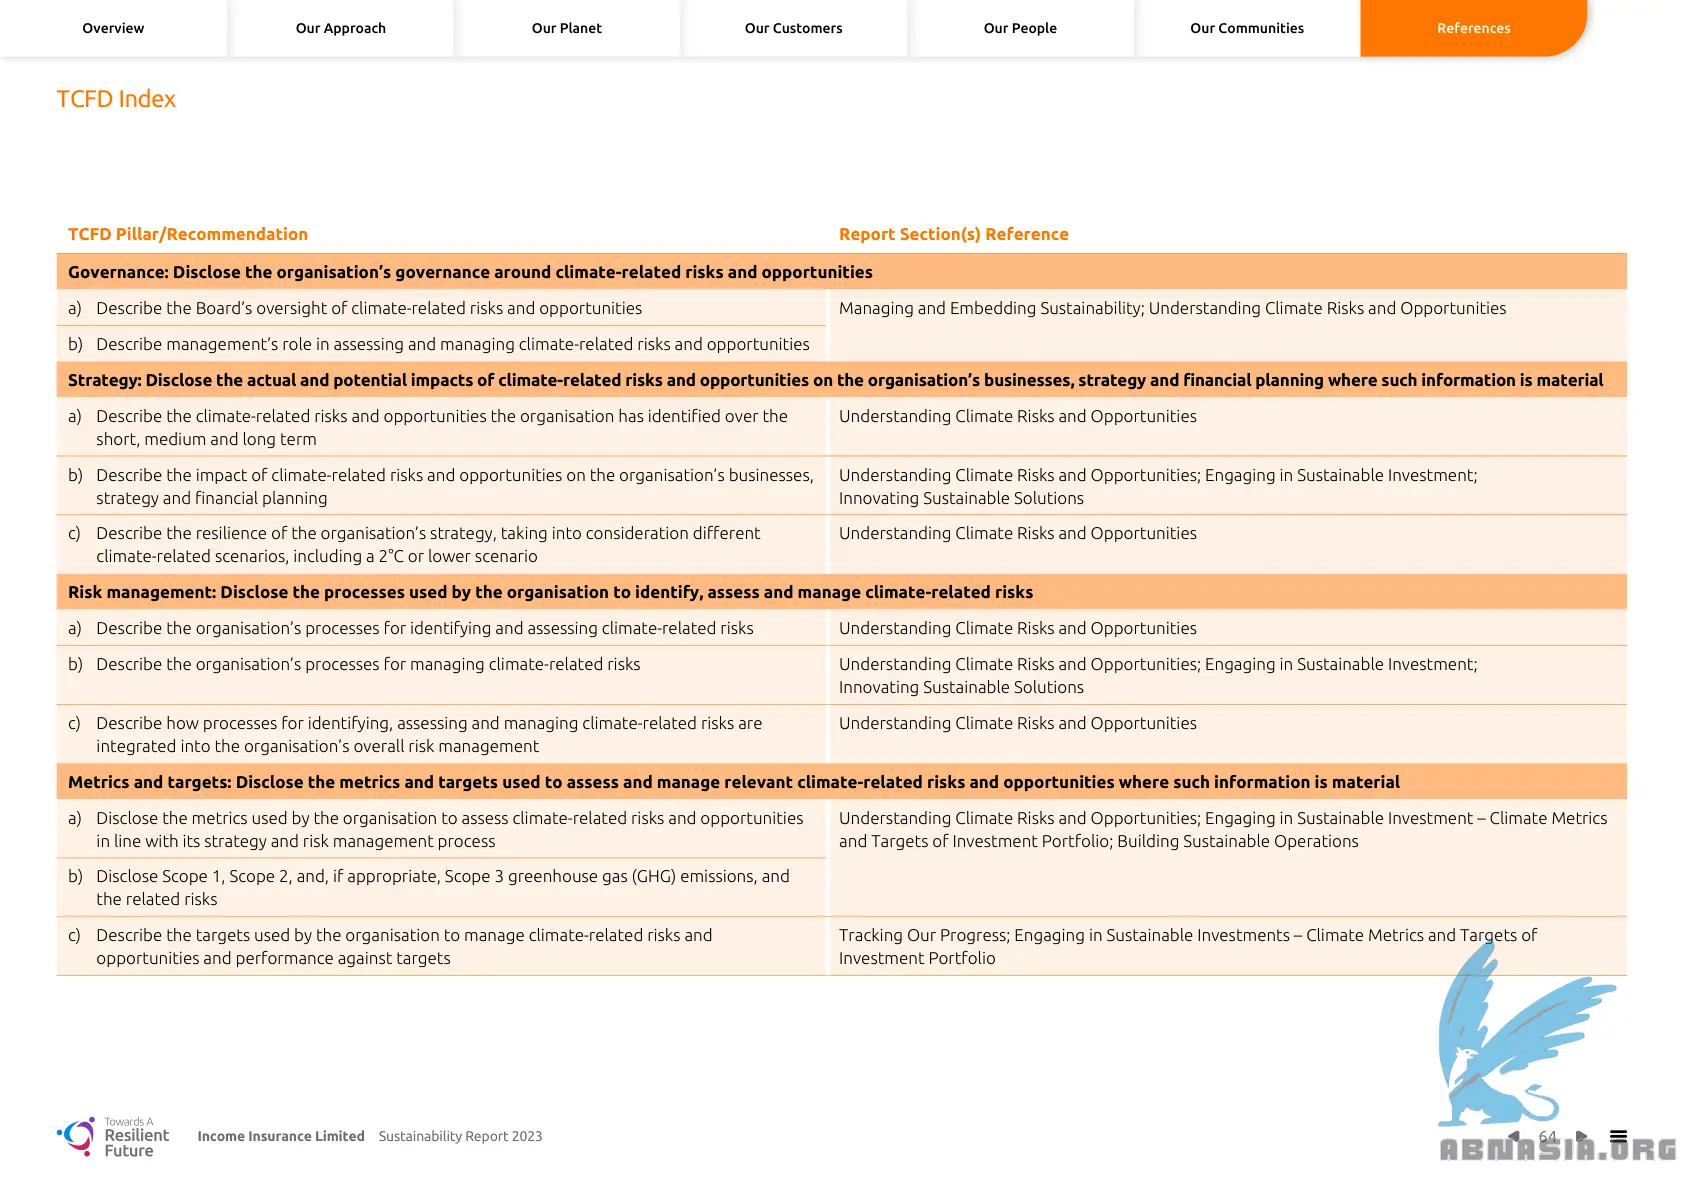 Overview
Our Approach
Our Planet
Our Customers
Our People
Our Communities
References
TCFD Index
TCFD Pillar/Recommendation
Report Section(s) Reference
Governance: Disclose the organisation’s governance around climate-related risks and opportunities
a) Describe the Board’s oversight of climate-related risks and opportunities
Managing and Embedding Sustainability; Understanding Climate Risks and Opportunities
b) Describe management’s role in assessing and managing climate-related risks and opportunities
Strategy: Disclose the actual and potential impacts of climate-related risks and opportunities on the organisation’s businesses, strategy and financial planning where such information is material
a) Describe the climate-related risks and opportunities the organisation has identified over the
short, medium and long term
Understanding Climate Risks and Opportunities
b) Describe the impact of climate-related risks and opportunities on the organisation’s businesses,
strategy and financial planning
Understanding Climate Risks and Opportunities; Engaging in Sustainable Investment;
Innovating Sustainable Solutions
c) Describe the resilience of the organisation’s strategy, taking into consideration different
climate-related scenarios, including a 2°C or lower scenario
Understanding Climate Risks and Opportunities
Risk management: Disclose the processes used by the organisation to identify, assess and manage climate-related risks
a) Describe the organisation’s processes for identifying and assessing climate-related risks
Understanding Climate Risks and Opportunities
b) Describe the organisation’s processes for managing climate-related risks
Understanding Climate Risks and Opportunities; Engaging in Sustainable Investment;
Innovating Sustainable Solutions
c) Describe how processes for identifying, assessing and managing climate-related risks are
integrated into the organisation’s overall risk management
Understanding Climate Risks and Opportunities
Metrics and targets: Disclose the metrics and targets used to assess and manage relevant climate-related risks and opportunities where such information is material
a) Disclose the metrics used by the organisation to assess climate-related risks and opportunities
in line with its strategy and risk management process
Understanding Climate Risks and Opportunities; Engaging in Sustainable Investment – Climate Metrics
and Targets of Investment Portfolio; Building Sustainable Operations
b) Disclose Scope 1, Scope 2, and, if appropriate, Scope 3 greenhouse gas (GHG) emissions, and
the related risks
c) Describe the targets used by the organisation to manage climate-related risks and
opportunities and performance against targets
Tracking Our Progress; Engaging in Sustainable Investments – Climate Metrics and Targets of
Investment Portfolio
Towards A
Resilient
Future
Income Insurance Limited Sustainability Report 2023
64
ABNASIA.ORG